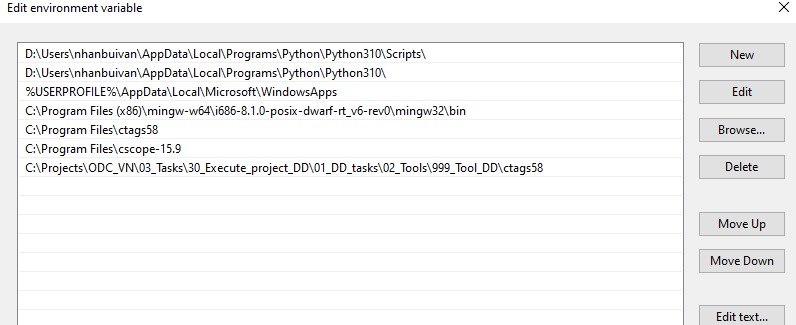 Edit environment variable
D:\Users\nhanbuivan\AppData\Local\Programs\Python\Python310\Scripts\
New
D:\Users\nhanbuivan\AppData\Local\Programs\Python\Python310\
%USERPROFILE%\AppData\Local\Microsoft\WindowsApps
Edit
C:\Program Files (x86)\mingw-w64\i686-8.1.0-posix-dwarf-rt_v6-rev0\mingw32\bin
C:\Program Files\ctags58
Browse...
C:\Program Files\cscope-15.9
C:\Projects\ODC_VN\03_Tasks\30_Execute_project_DD\01_DD_tasks\02_Tools\999_Tool_DD\ctags58
Delete
Move Up
Move Down
Edit text...